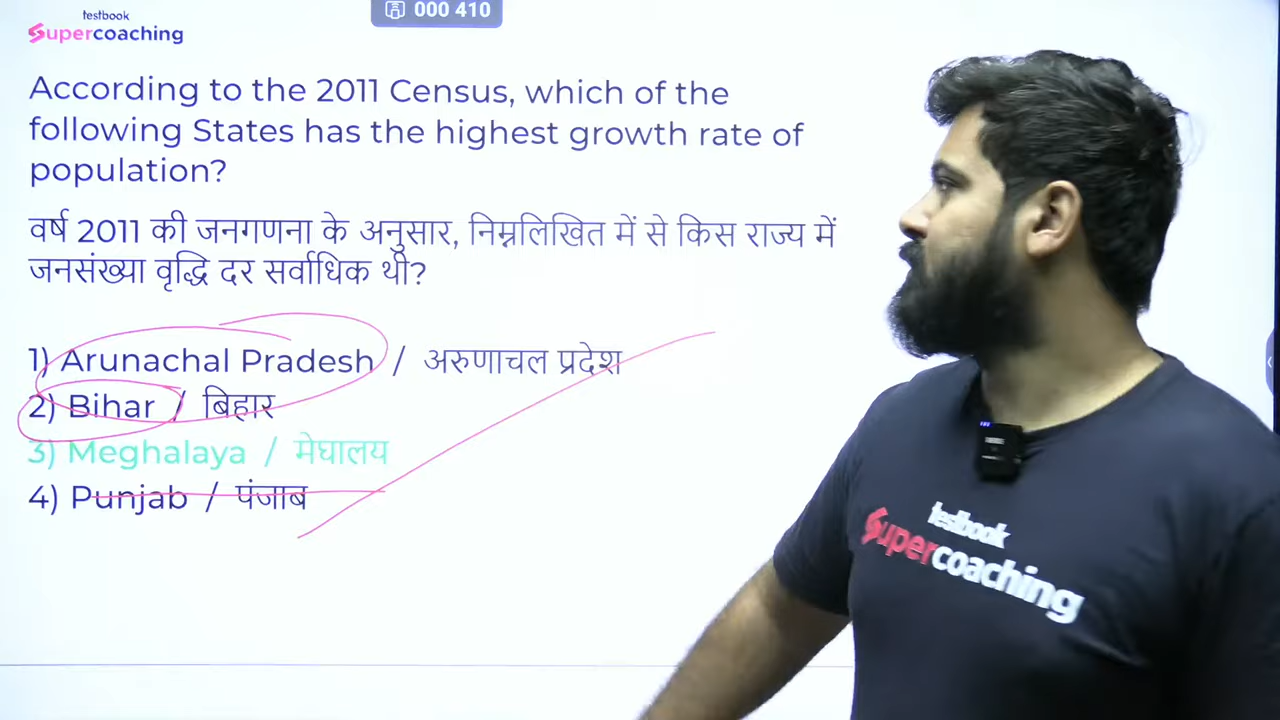 testbook
Supercoaching
000 410
According to the 2011 Census, which of the
following States has the highest growth rate of
population?
वर्ष 2011 की जनगणना के अनुसार, निम्नलिखित में से किस राज्य में
जनसंख्या वृद्धि दर सर्वाधिक थी?
1) Arunachal Pradesh / अरुणाचल प्रदेश
2) Bihar / बिहार
3) Meghalaya / मेघालय
4) Punjab / पंजाब
testbook
Supercoaching